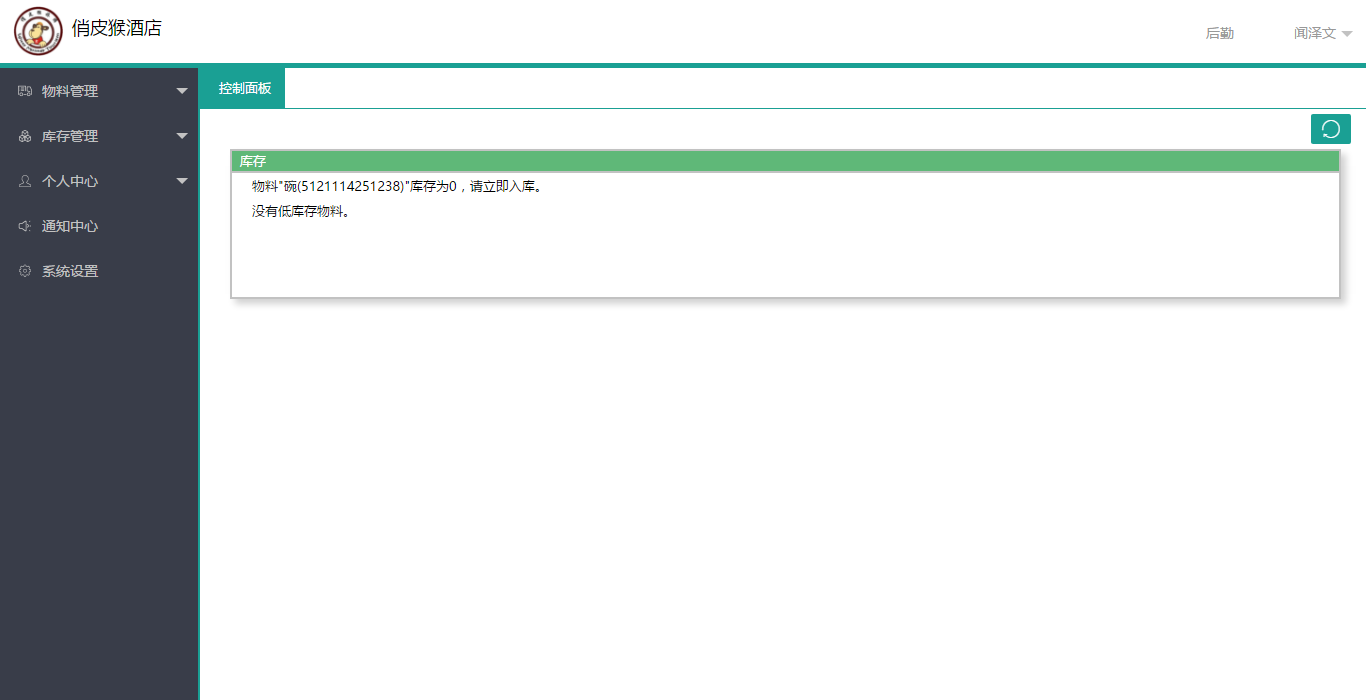 俏皮猴酒店
后勤
闻泽文
物料管理
库存管理
个人中心
通知中心
系统设置
控制面板
库存
物料"碗(5121114251238)"库存为0，请立即入库。
没有低库存物料。